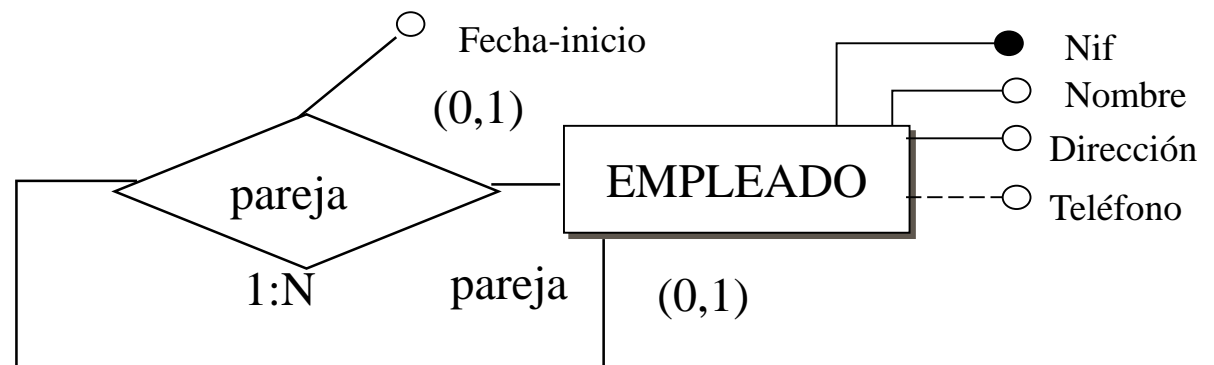 Fecha-inicio
Nif
Nombre
(0,1)
Dirección
EMPLEADO
pareja
Teléfono
1:N
pareja
(0,1)